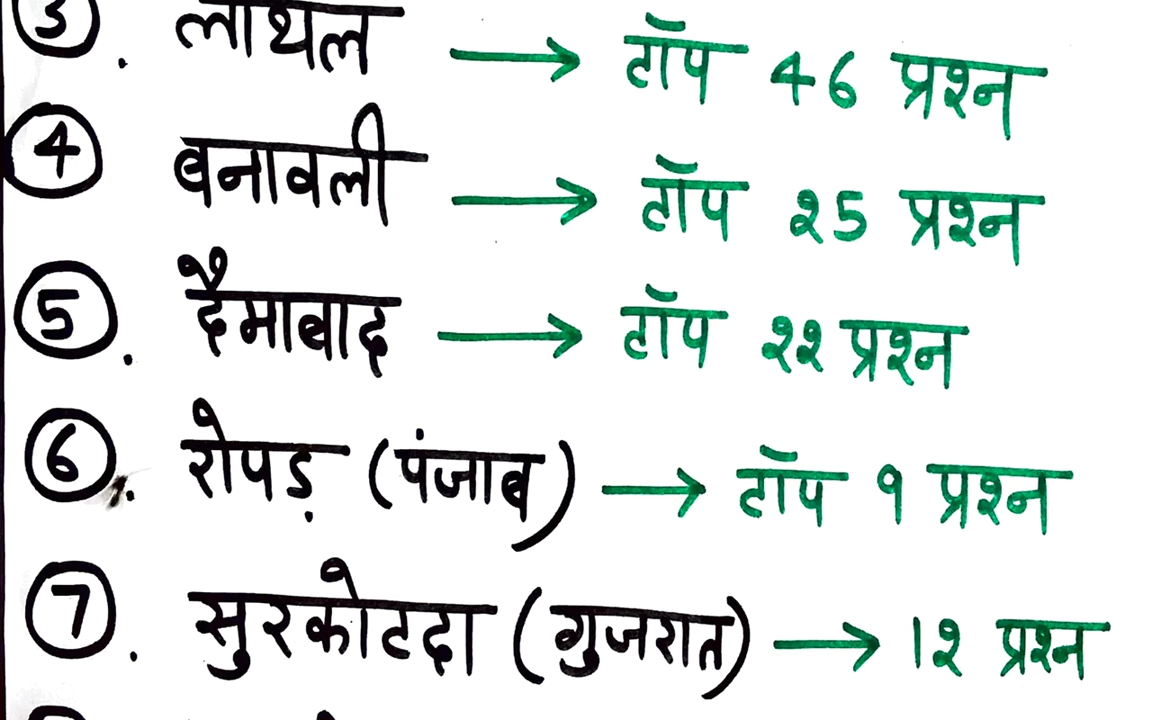 3. लोथल → टॉप 46 प्रश्न
4 बनावली → टॉप 25 प्रश्न
5. दैमाबाद → टॉप 22 प्रश्न
6. रोपड़ (पंजाब) → टॉप 9 प्रश्न
7. सुरकोटदा (गुजरात) → 12 प्रश्न